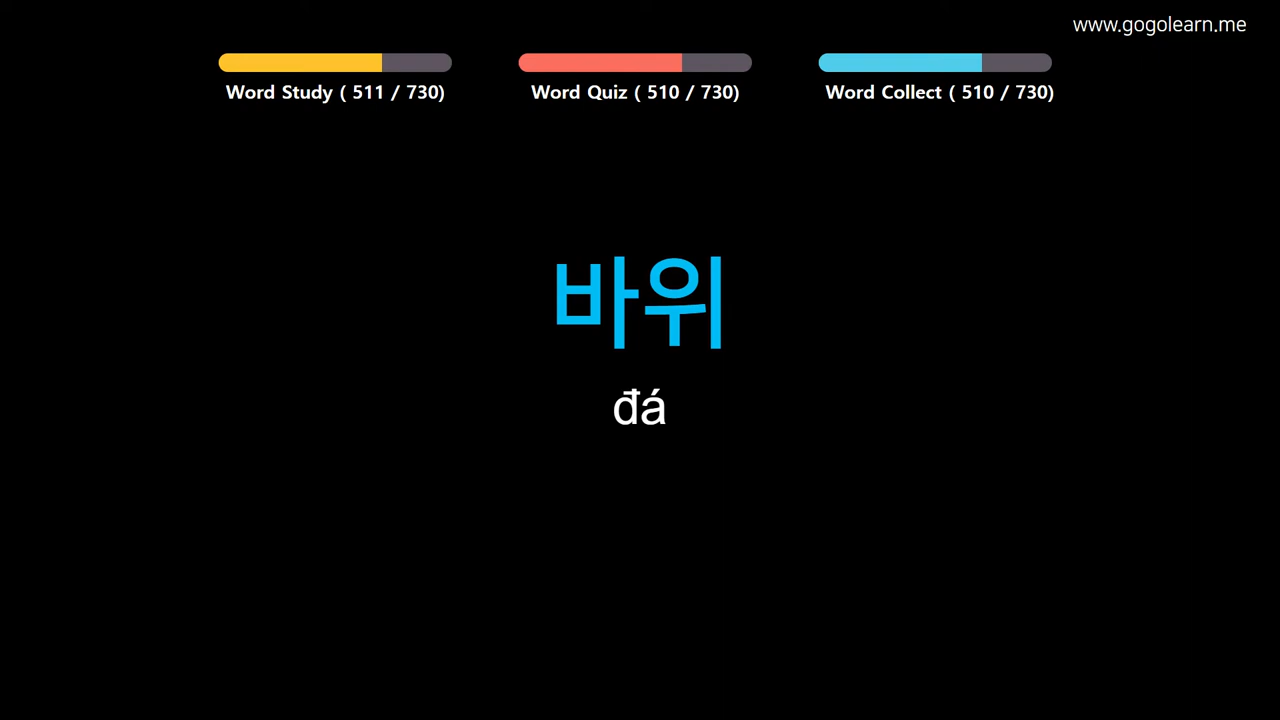 www.gogolearn.me
Word Study ( 511 / 730)
Word Quiz ( 510 / 730)
Word Collect ( 510 / 730)
바위
đá